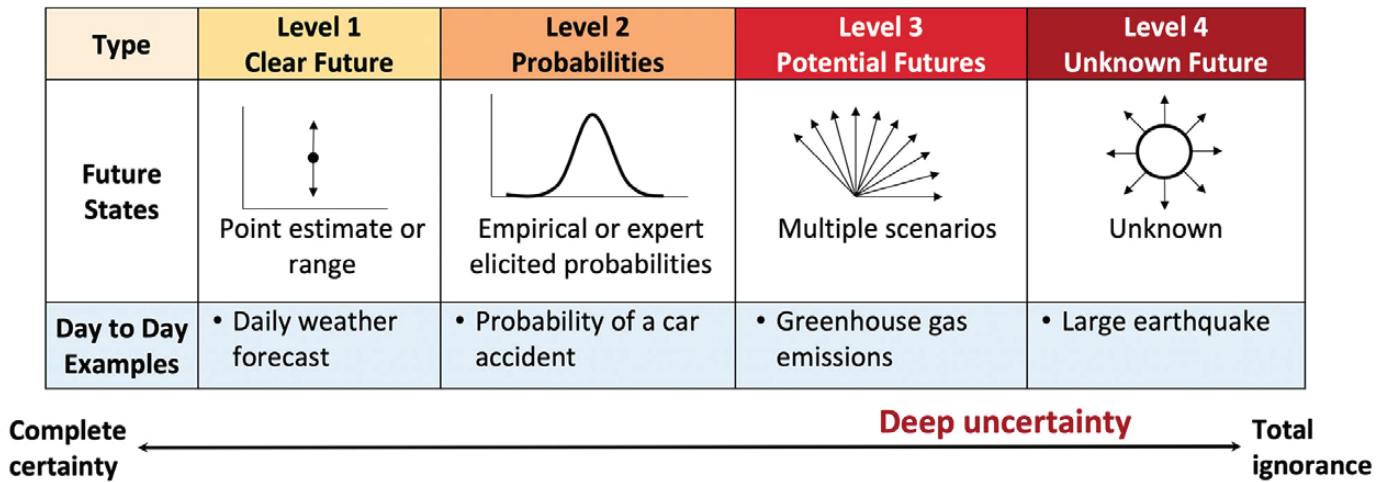 Type
Level 1
Clear Future
Level 2
Probabilities
Level 3
Potential Futures
Level 4
Unknown Future
Future
States
Point estimate or
range
Empirical or expert
elicited probabilities
Multiple scenarios
Unknown
Day to Day
Examples
• Daily weather
forecast
• Probability of a car
accident
• Greenhouse gas
emissions
• Large earthquake
Complete
certainty
Deep uncertainty
Total
ignorance